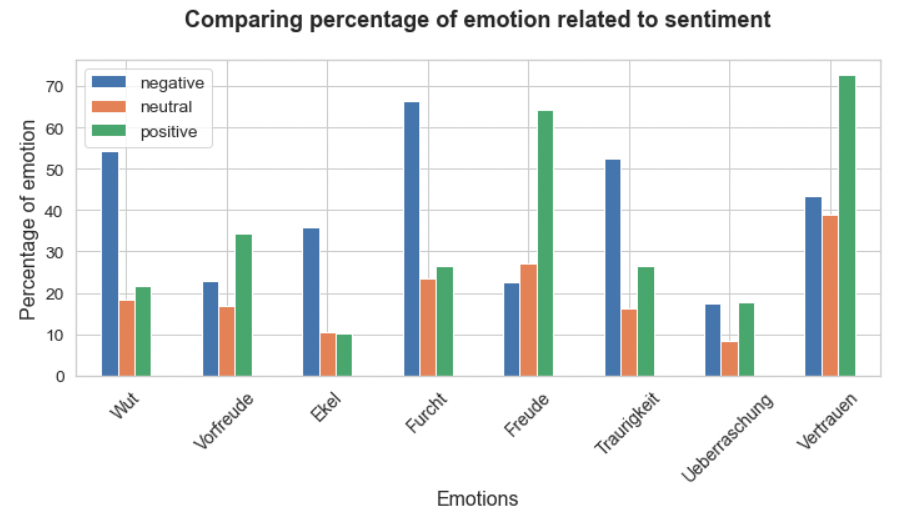 Comparing percentage of emotion related to sentiment
negative
neutral
positive
Percentage of emotion
70
60
50
40
30
20
10
0
Wut
Vorfreude
Ekel
Furcht
Freude
Traurigkeit
Ueberraschung
Vertrauen
Emotions